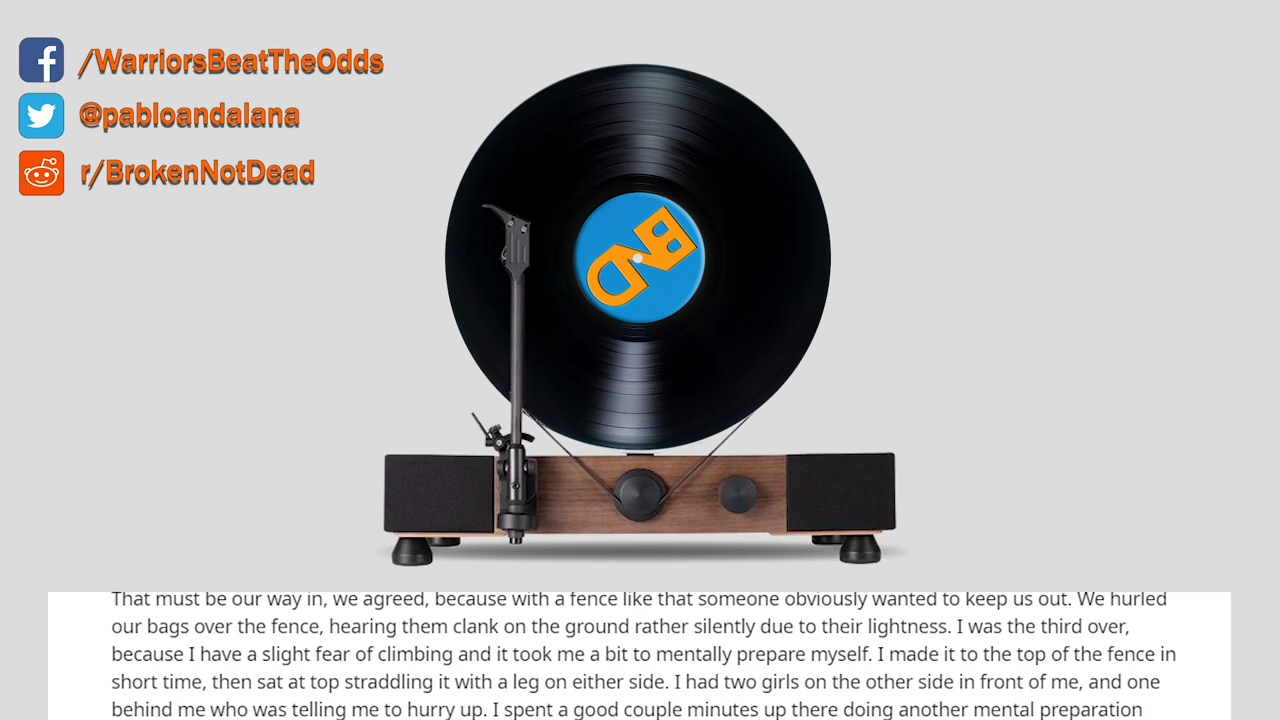 /WarriorsBeatTheOdds
@pabloandalana
r/BrokenNotDead
BND
That must be our way in, we agreed, because with a fence like that someone obviously wanted to keep us out. We hurled
our bags over the fence, hearing them clank on the ground rather silently due to their lightness. I was the third over,
because I have a slight fear of climbing and it took me a bit to mentally prepare myself. I made it to the top of the fence in
short time, then sat at top straddling it with a leg on either side. I had two girls on the other side in front of me, and one
behind me who was telling me to hurry up. I spent a good couple minutes up there doing another mental preparation